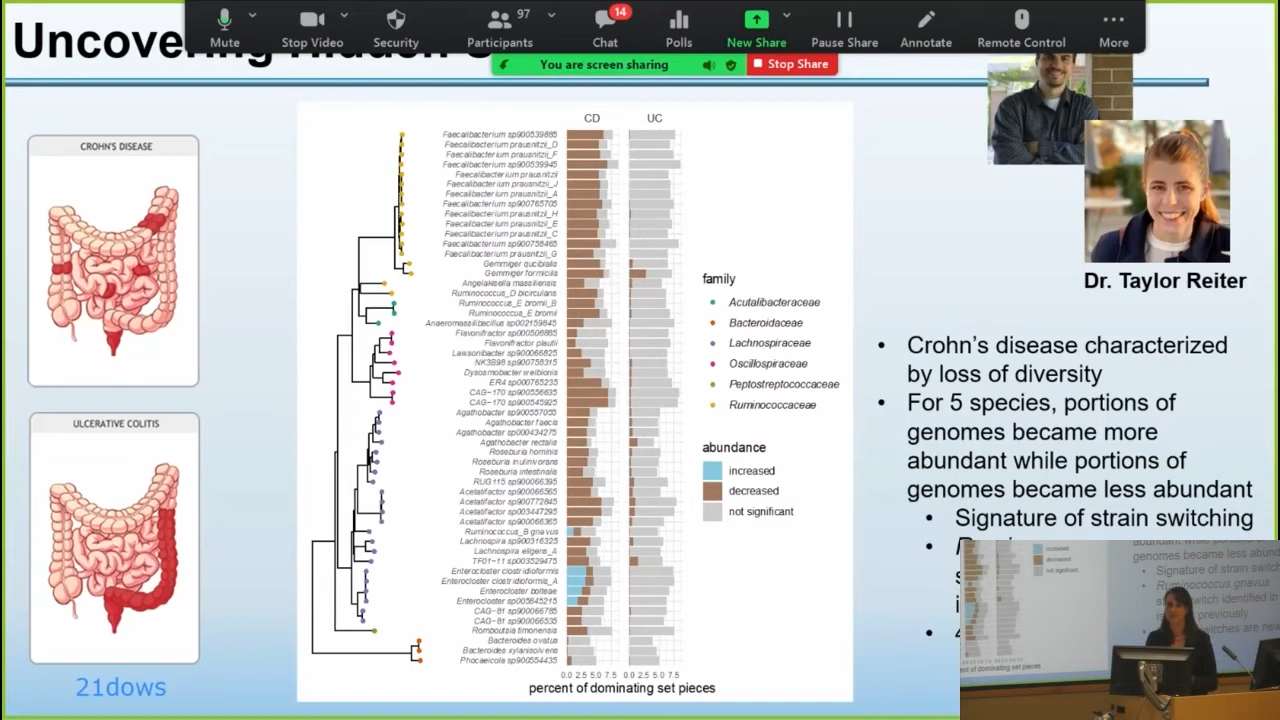 Mute
Stop Video
Security
Participants
97
Chat
14
Polls
New Share
Pause Share
Annotate
Remote Control
More
You are screen sharing
Stop Share
CROHN'S DISEASE
ULCERATIVE COLITIS
21dows
CD UC
Faecalibacterium sp900539885
Faecalibacterium prausnitzii_D
Faecalibacterium prausnitzii_F
Faecalibacterium sp900539945
Faecalibacterium prausnitzii
Faecalibacterium prausnitzii_J
Faecalibacterium prausnitzii_A
Faecalibacterium sp900765705
Faecalibacterium prausnitzii_H
Faecalibacterium prausnitzii_E
Faecalibacterium prausnitzii_C
Faecalibacterium sp900758465
Faecalibacterium prausnitzii_G
Gemmiger qucibialis
Gemmiger formicilis
Angelakisella massiliensis
Ruminococcus_D bicirculans
Ruminococcus_E bromii_B
Ruminococcus_E bromii
Anaeromassilibacillus sp002159845
Flavonifractor sp000508885
Flavonifractor plautii
Lawsonibacter sp900066825
NK3B98 sp900758315
Dysosmobacter welbionis
ER4 sp000765235
CAG-170 sp900556635
CAG-170 sp900545925
Agathobacter sp900557055
Agathobacter faecis
Agathobacter sp000434275
Agathobacter rectalis
Roseburia hominis
Roseburia inulinivorans
Roseburia intestinalis
RUG115 sp900066395
Acetatifactor sp900066565
Acetatifactor sp900772845
Acetatifactor sp003447295
Acetatifactor sp900066365
Ruminococcus_B gnavus
Lachnospira sp900316325
Lachnospira eligens_A
TF01-11 sp003529475
Enterocloster clostridioformis
Enterocloster clostridioformis_A
Enterocloster bolteae
Enterocloster sp005845215
CAG-81 sp900066785
CAG-81 sp900066535
Romboutsia timonensis
Bacteroides ovatus
Bacteroides xylanisolvens
Phocaeicola sp900554435
0.0 2.5 5.0 7.5 0.0 2.5 5.0 7.5
percent of dominating set pieces
family
Acutalibacteraceae
Bacteroidaceae
Lachnospiraceae
Oscillospiraceae
Peptostreptococcaceae
Ruminococcaceae
abundance
increased
decreased
not significant
Dr. Taylor Reiter
• Crohn's disease characterized
by loss of diversity
• For 5 species, portions of
genomes became more
abundant while portions of
genomes became less abundant
• Signature of strain switching